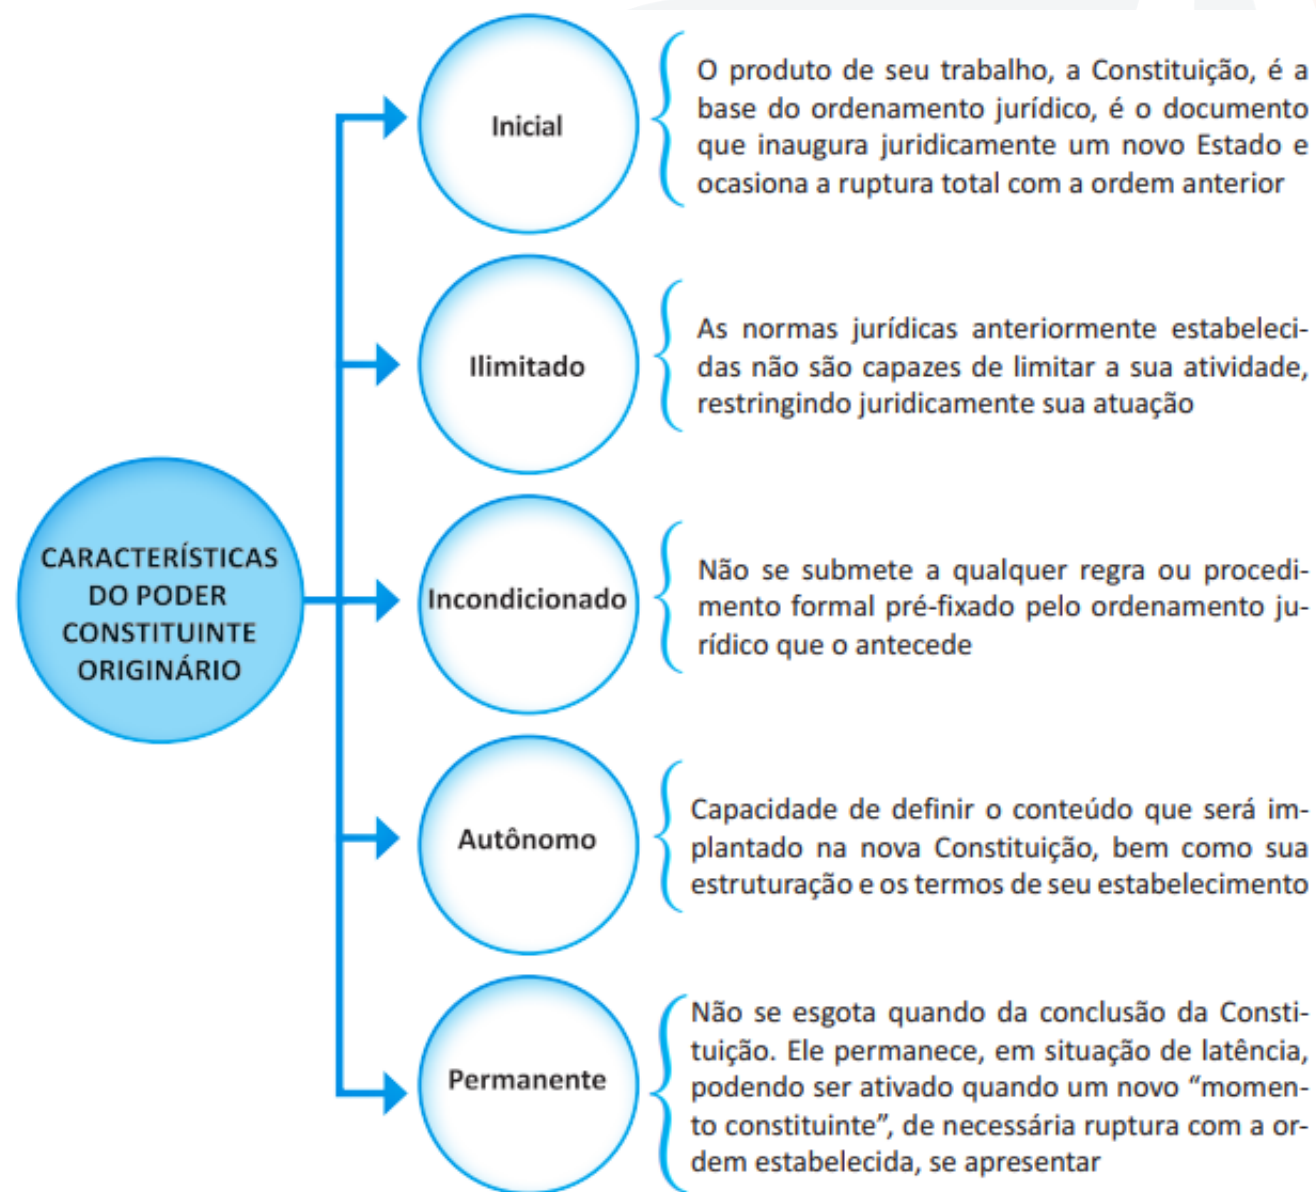 Inicial
O produto de seu trabalho, a Constituição, é a
base do ordenamento jurídico, é o documento
que inaugura juridicamente um novo Estado e
ocasiona a ruptura total com a ordem anterior
Ilimitado
As normas jurídicas anteriormente estabeleci-
das não são capazes de limitar a sua atividade,
restringindo juridicamente sua atuação
CARACTERÍSTICAS
DO PODER
CONSTITUINTE
ORIGINÁRIO
Incondicionado
Não se submete a qualquer regra ou procedi-
mento formal pré-fixado pelo ordenamento ju-
rídico que o antecede
Autônomo
Capacidade de definir o conteúdo que será im-
plantado na nova Constituição, bem como sua
estruturação e os termos de seu estabelecimento
Permanente
Não se esgota quando da conclusão da Consti-
tuição. Ele permanece, em situação de latência,
podendo ser ativado quando um novo “momen-
to constituinte”, de necessária ruptura com a or-
dem estabelecida, se apresentar